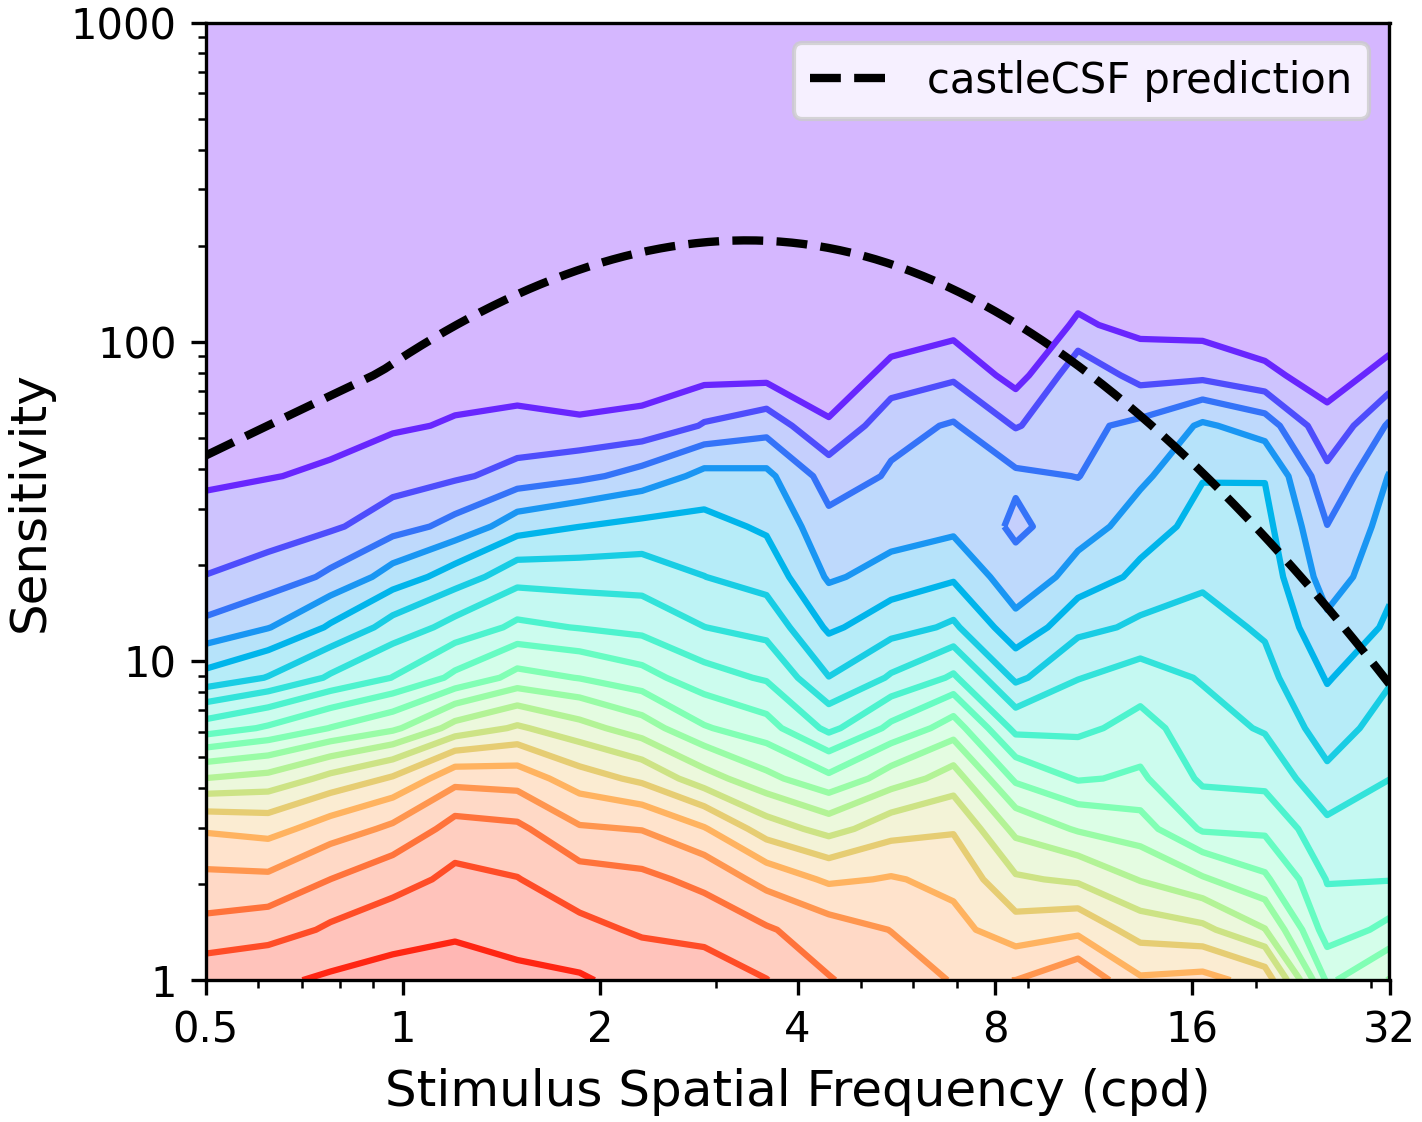 1000
castleCSF prediction
100
Sensitivity
10
1
0.5 1 2 4 8 16 32
Stimulus Spatial Frequency (cpd)